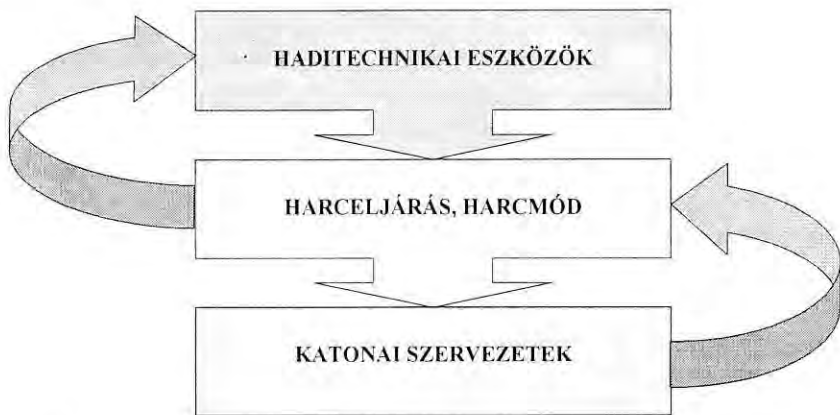 HADITECHNIKAI ESZKÖZÖK
HARCELJÁRÁS, HARCMÓD
KATONAI SZERVEZETEK